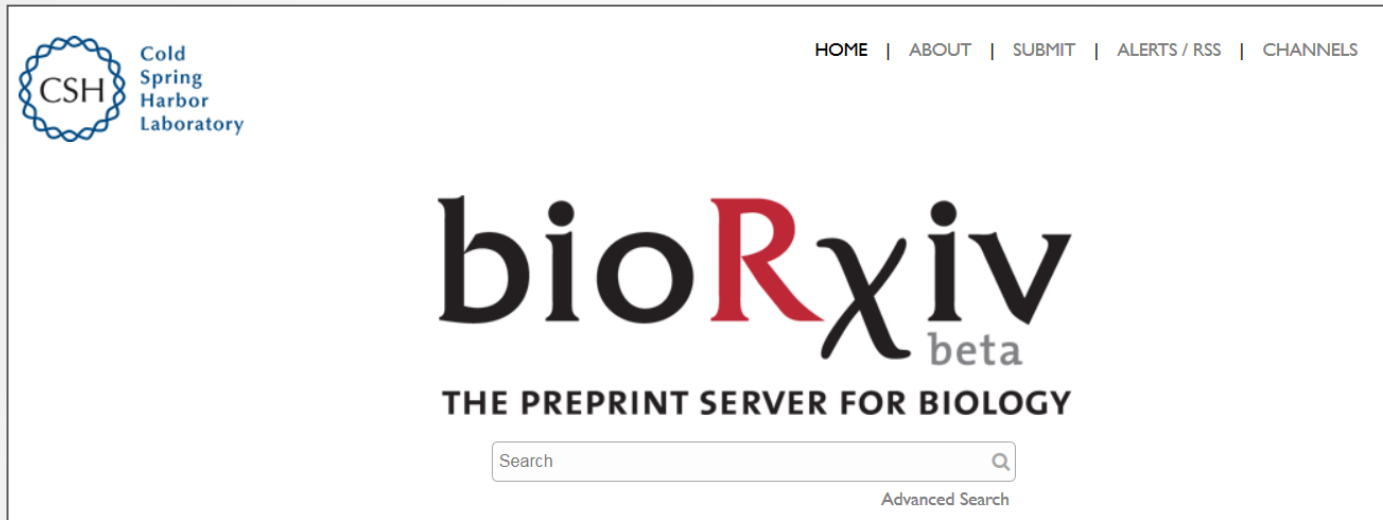 HOME | ABOUT | SUBMIT | ALERTS / RSS | CHANNELS
CSH
Cold
Spring
Harbor
Laboratory
bioRχiv
beta
THE PREPRINT SERVER FOR BIOLOGY
Search
Advanced Search